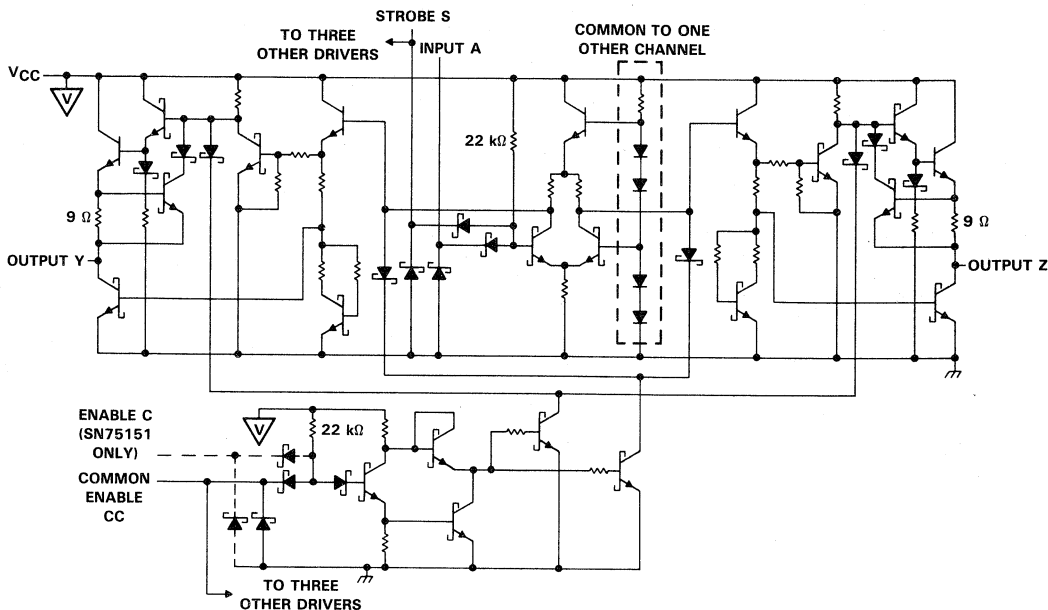 STROBE S
TO THREE
OTHER DRIVERS
INPUT A
COMMON TO ONE
OTHER CHANNEL
VCC
V
22 kΩ
9 Ω
9 Ω
OUTPUT Y
OUTPUT Z
ENABLE C
(SN75151
ONLY)
V
22 kΩ
COMMON
ENABLE
CC
TO THREE
OTHER DRIVERS